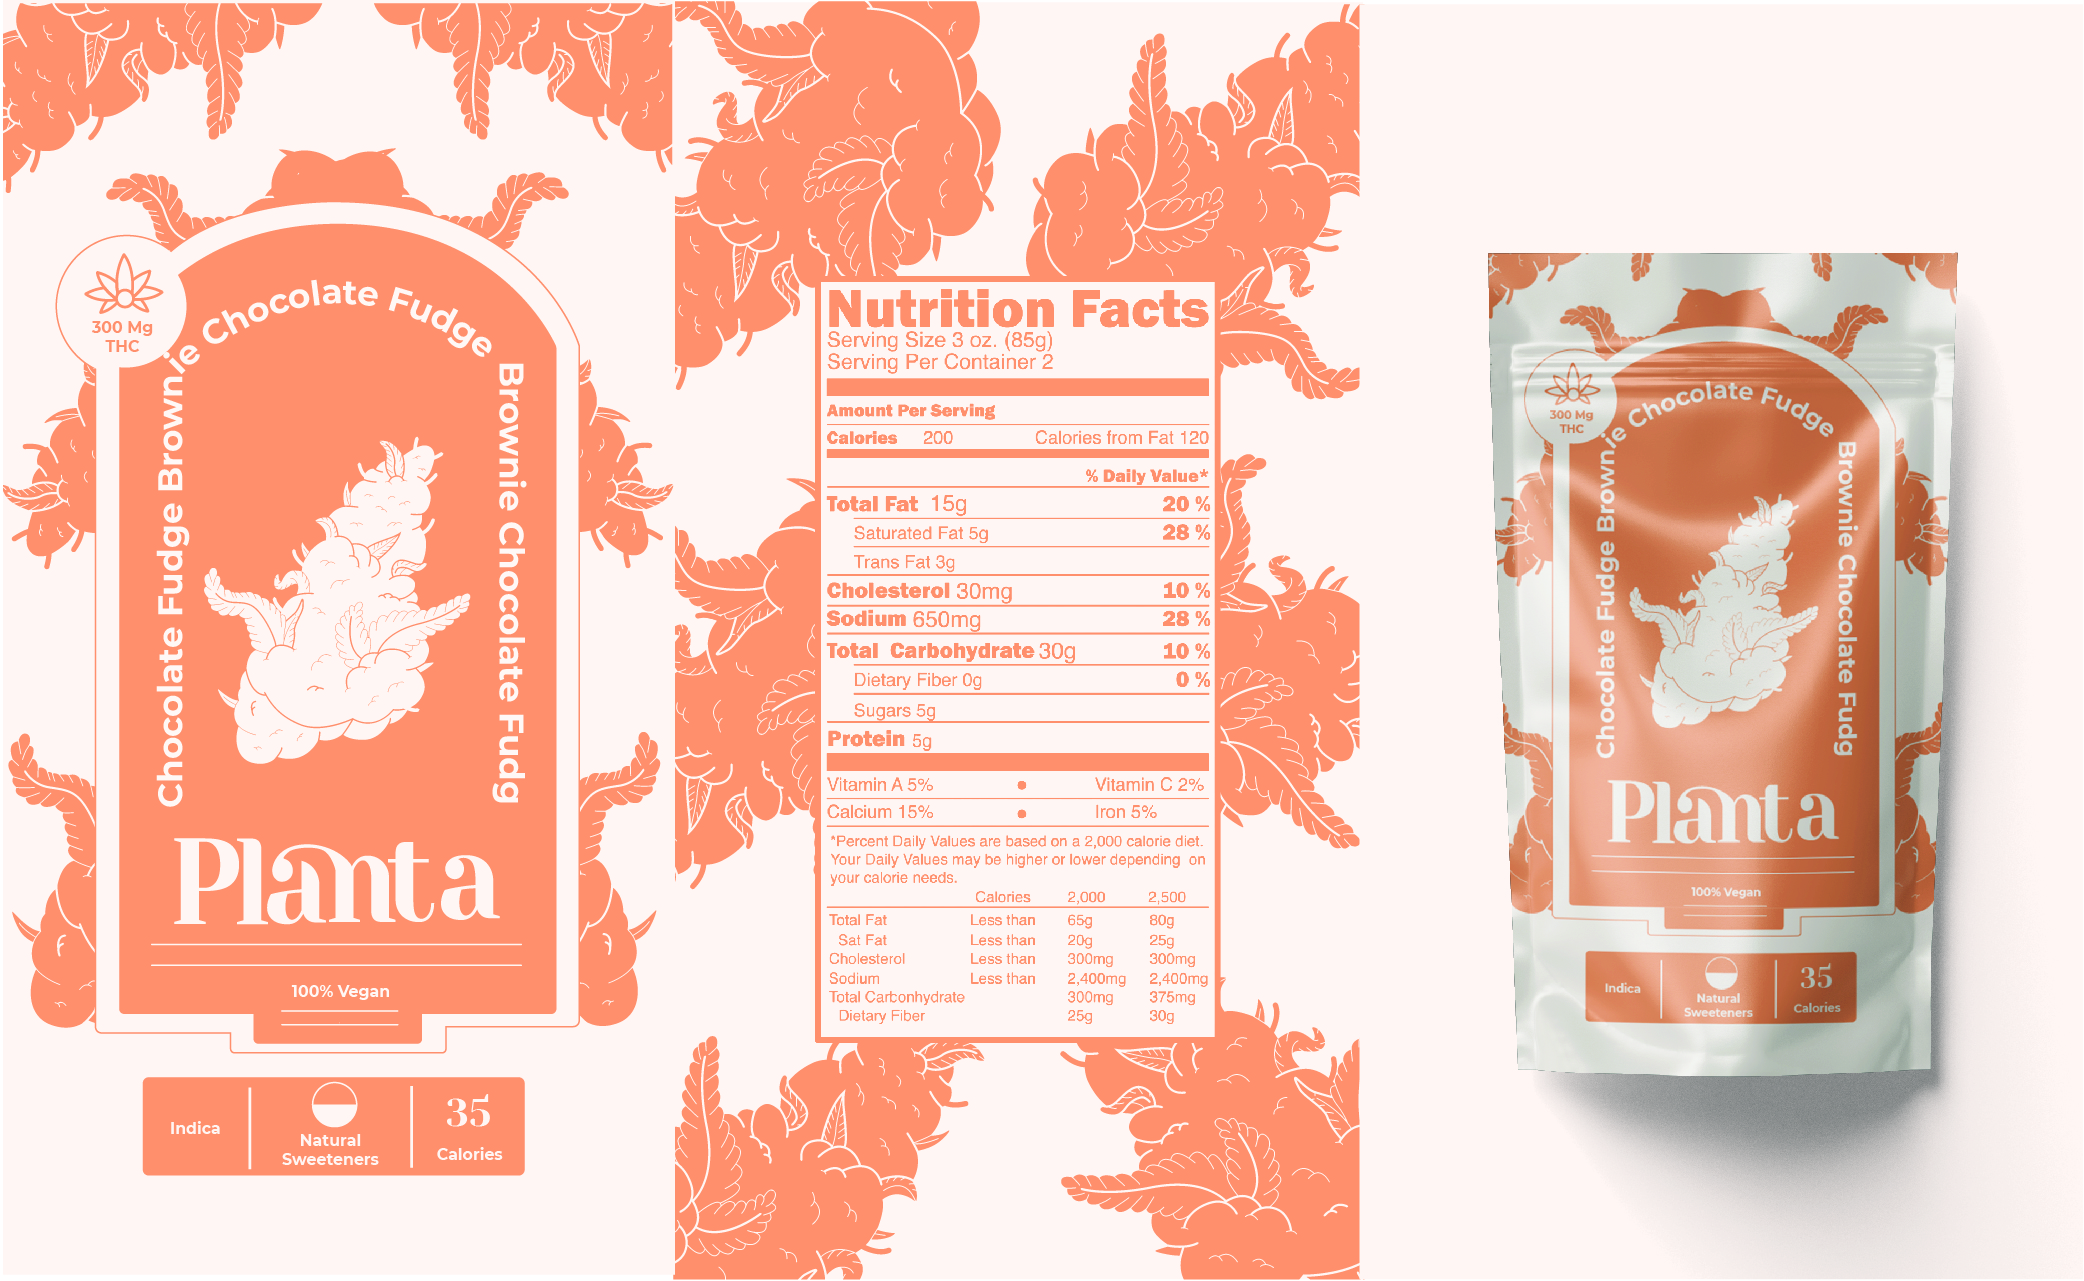 300 Mg
THC
Chocolate Fudge Brownie Chocolate Fudge
Brownie Chocolate Fudg
Planta
100% Vegan
Indica
Natural
Sweeteners
35
Calories
Nutrition Facts
Serving Size 3 oz. (85g)
Serving Per Container 2
Amount Per Serving
Calories 200 Calories from Fat 120
% Daily Value*
Total Fat 15g 20 %
Saturated Fat 5g 28 %
Trans Fat 3g
Cholesterol 30mg 10 %
Sodium 650mg 28 %
Total Carbohydrate 30g 10 %
Dietary Fiber 0g 0 %
Sugars 5g
Protein 5g
Vitamin A 5% • Vitamin C 2%
Calcium 15% • Iron 5%
*Percent Daily Values are based on a 2,000 calorie diet.
Your Daily Values may be higher or lower depending on
your calorie needs.
Calories 2,000 2,500
Total Fat Less than 65g 80g
Sat Fat Less than 20g 25g
Cholesterol Less than 300mg 300mg
Sodium Less than 2,400mg 2,400mg
Total Carbonhydrate 300mg 375mg
Dietary Fiber 25g 30g
300 Mg
THC
Chocolate Fudge Brownie Chocolate Fudge
Brownie Chocolate Fudg
Planta
100% Vegan
Indica
Natural
Sweeteners
35
Calories